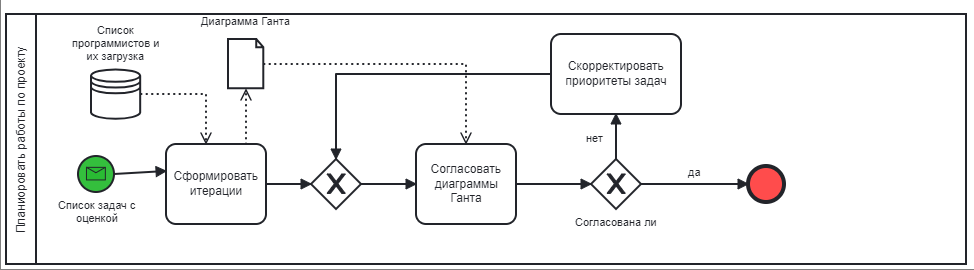 Планировать работы по проекту
Список
программистов и
их загрузка
Диаграмма Ганта
Скорректировать
приоритеты задач
нет
Сформировать
итерации
Согласовать
диаграммы
Ганта
да
Список задач с
оценкой
Согласована ли